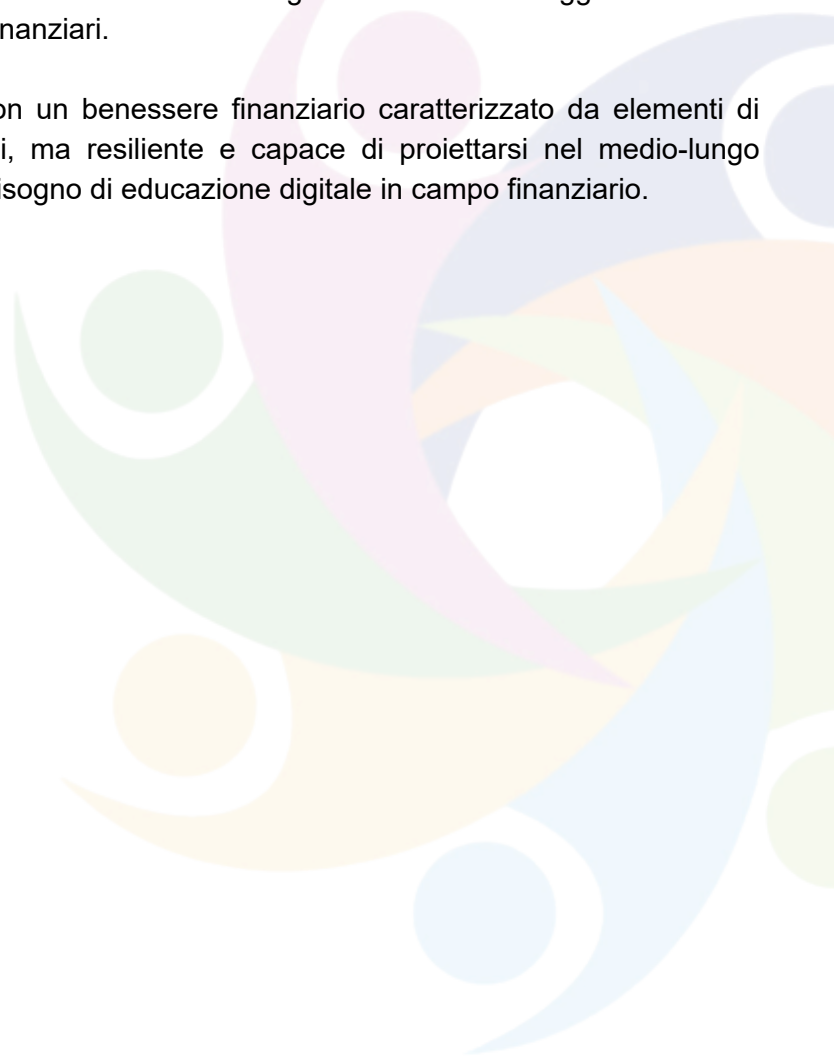 nanziari.
on un benessere finanziario caratterizzato da elementi di
i, ma resiliente e capace di proiettarsi nel medio-lungo
isogno di educazione digitale in campo finanziario.